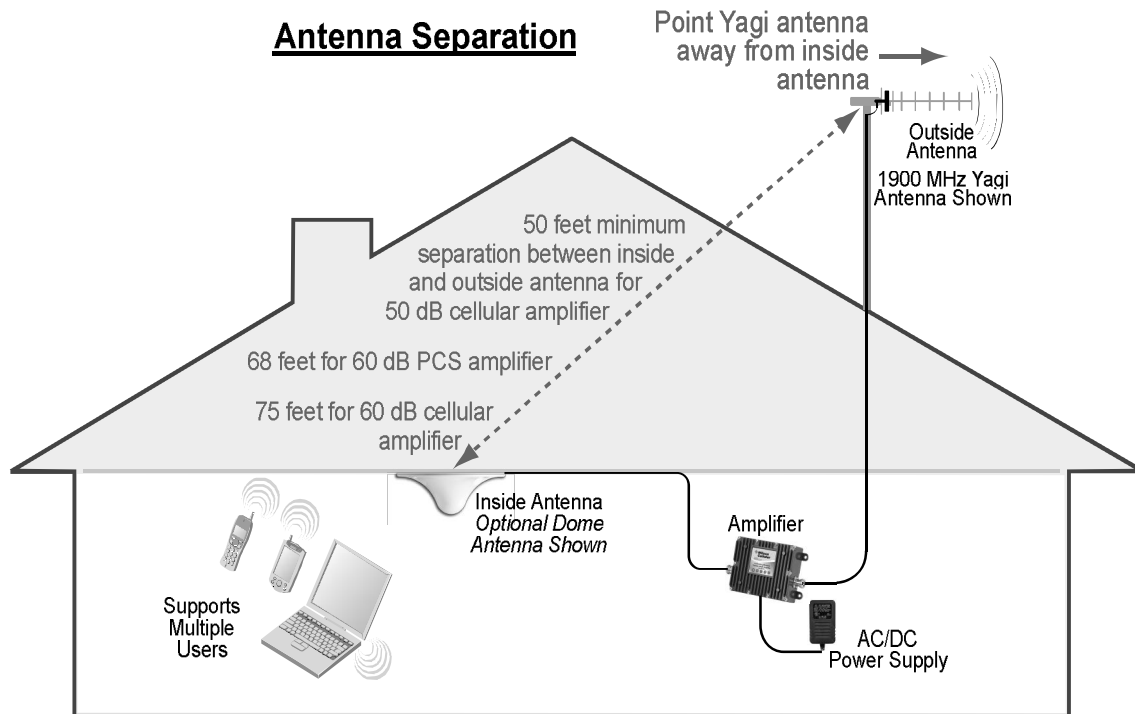 Antenna Separation
Point Yagi antenna
away from inside
antenna
Outside
Antenna
1900 MHz Yagi
Antenna Shown
50 feet minimum
separation between inside
and outside antenna for
50 dB cellular amplifier
68 feet for 60 dB PCS amplifier
75 feet for 60 dB cellular
amplifier
Inside Antenna
Optional Dome
Antenna Shown
Amplifier
Supports
Multiple
Users
AC/DC
Power Supply